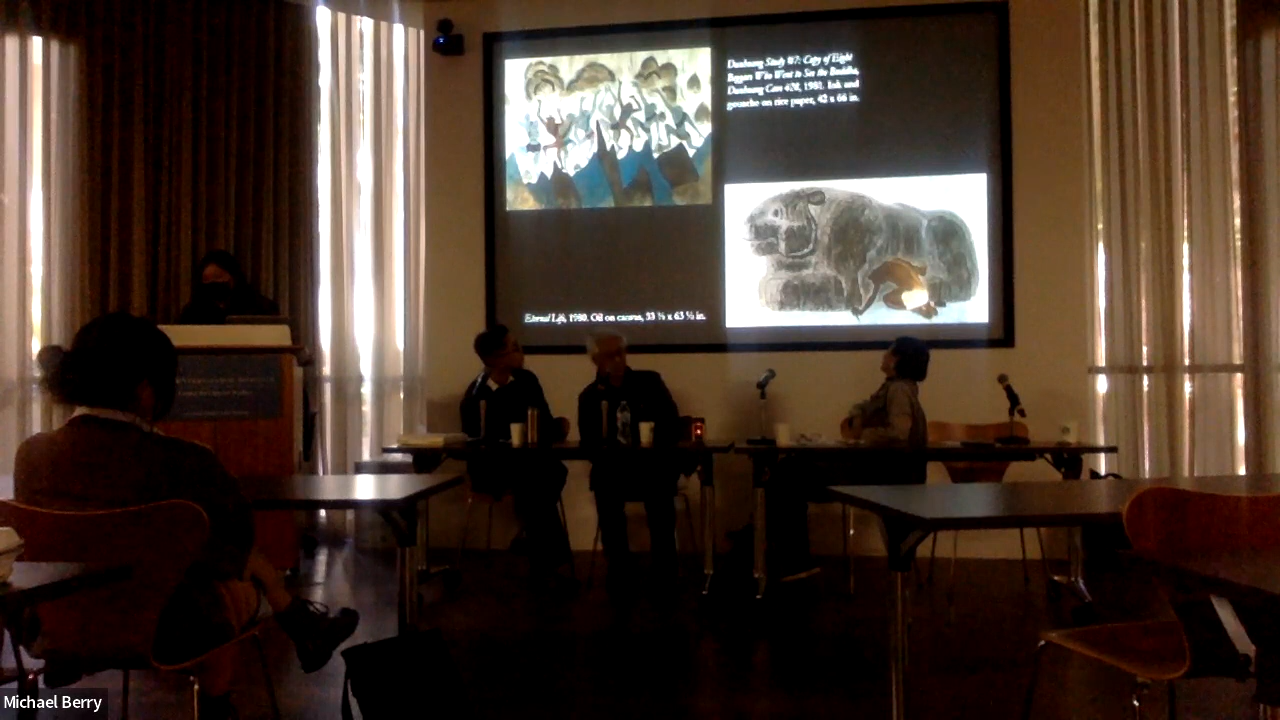 Dunhuang Study #7: Copy of Eight
Beggars Who Went to See the Buddha,
Dunhuang Cave 428, 1980. Ink and
gouache on rice paper, 42 x 66 in.
Eternal Life, 1980. Oil on canvas, 33 ½ x 63 ½ in.
Michael Berry